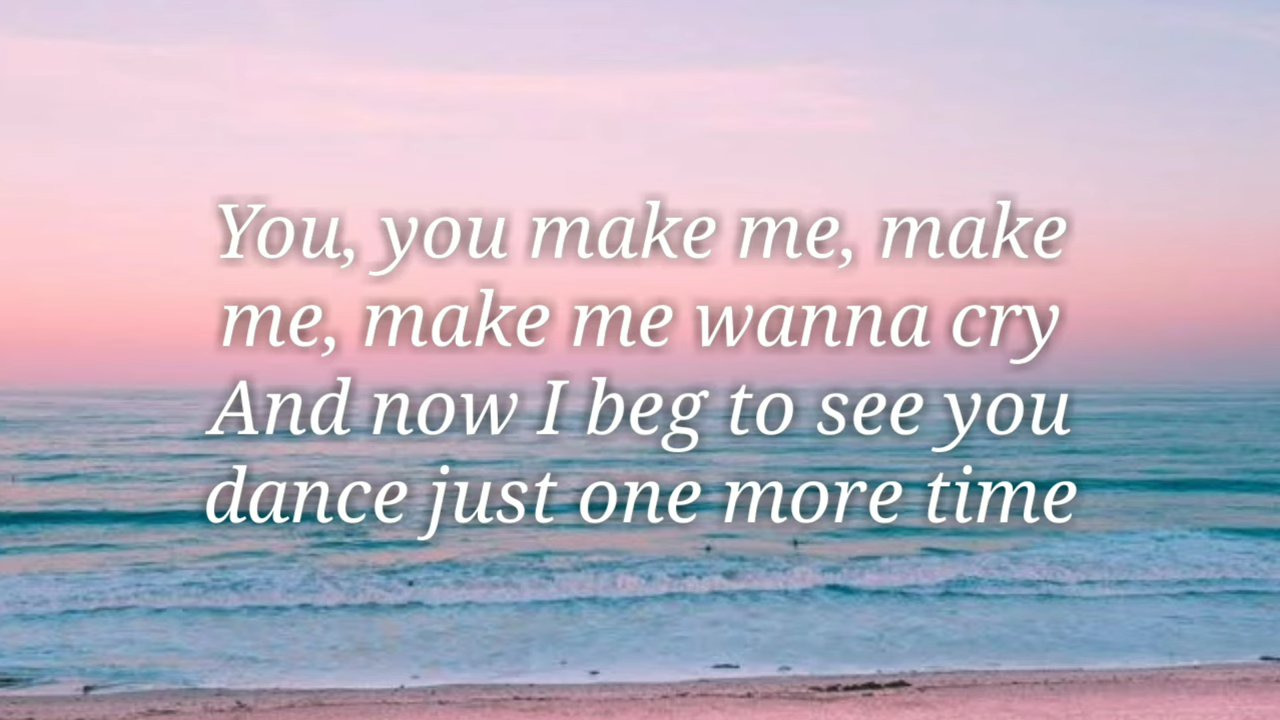 You, you make me, make
me, make me wanna cry
And now I beg to see you
dance just one more time